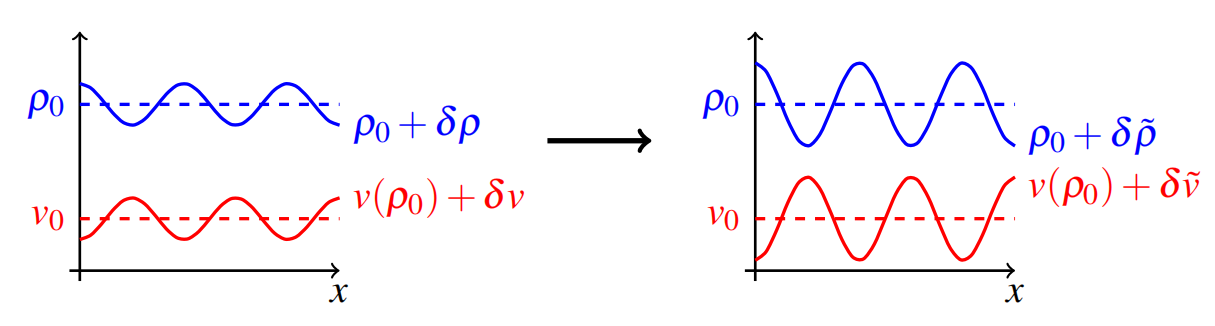 ρ₀
ρ₀ + δρ
v(ρ₀) + δv
v₀
x
ρ₀
ρ₀ + δρ̃
v(ρ₀) + δṽ
v₀
x